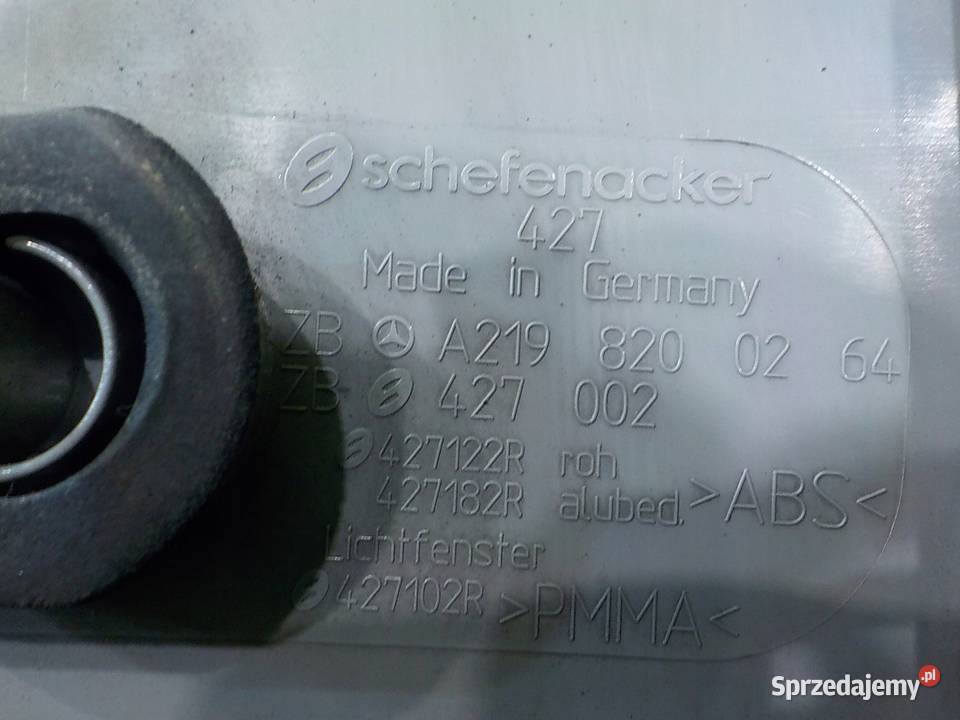 schefenacker
427
Made in Germany
ZB A219 820 02 64
ZB 427 002
427122R roh
427182R alubed. >ABS<
Lichtfenster
427102R >PMMA<
Sprzedajemy.pl